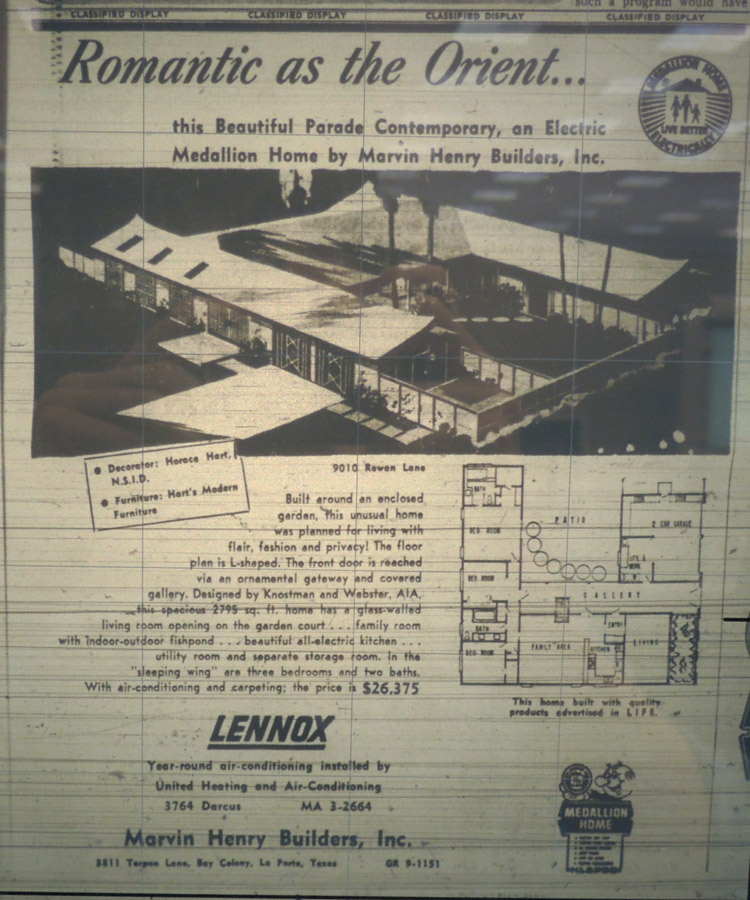 such a program would have
CLASSIFIED DISPLAY CLASSIFIED DISPLAY CLASSIFIED DISPLAY CLASSIFIED DISPLAY
Romantic as the Orient...
MEDALLION HOME
LIVE BETTER
ELECTRICALLY
this Beautiful Parade Contemporary, an Electric
Medallion Home by Marvin Henry Builders, Inc.
• Decorator: Horace Hart,
N.S.I.D.
• Furniture: Hart's Modern
Furniture
9010 Rowan Lane
Built around an enclosed
garden, this unusual home
was planned for living with
flair, fashion and privacy! The floor
plan is L-shaped. The front door is reached
via an ornamental gateway and covered
gallery. Designed by Knostman and Webster, AIA,
this spacious 2795 sq. ft. home has a glass-walled
living room opening on the garden court . . . family room
with indoor-outdoor fishpond . . . beautiful all-electric kitchen . . .
utility room and separate storage room. In the
"sleeping wing" are three bedrooms and two baths.
With air-conditioning and carpeting; the price is $26,375
BATH
BED ROOM
PATIO
2 CAR GARAGE
BED ROOM
GALLERY
BATH
ENTRY
BED ROOM
FAMILY AREA
KITCHEN
LIVING
This home built with quality
products advertised in LIFE.
LENNOX
Year-round air-conditioning installed by
United Heating and Air-Conditioning
3764 Darcus MA 3-2664
MEDALLION
HOME
Marvin Henry Builders, Inc.
3811 Tarpon Lane, Bay Colony, La Porte, Texas GR 9-1151